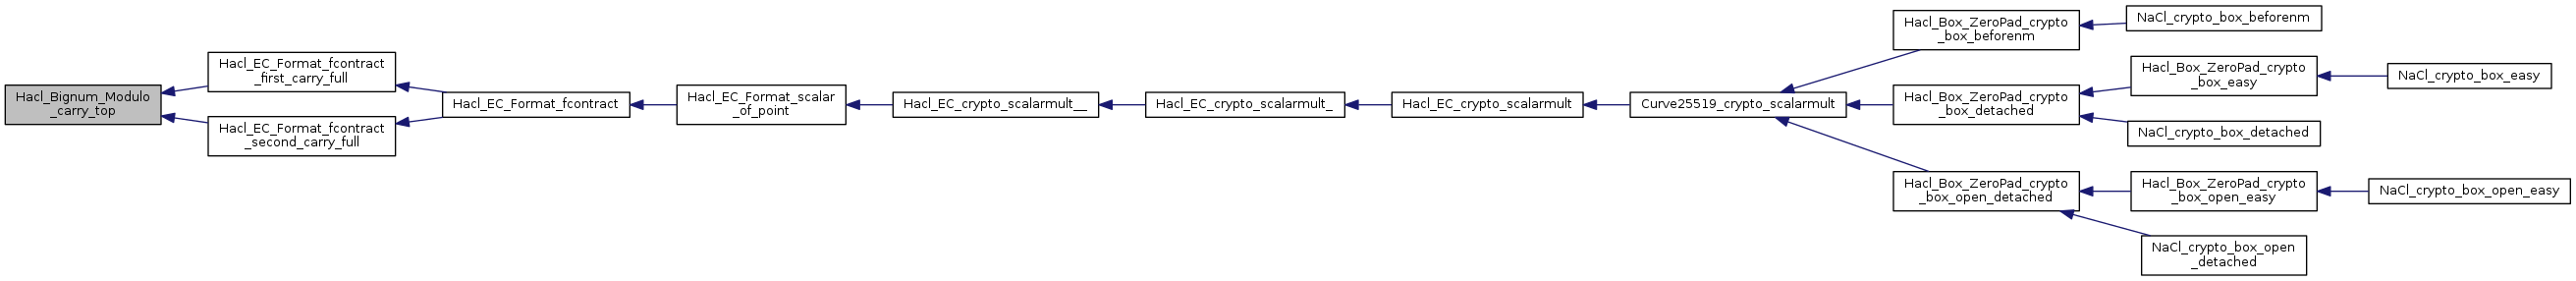 Hacl_Bignum_Modulo
_carry_top
Hacl_EC_Format_fcontract
_first_carry_full
Hacl_EC_Format_fcontract
_second_carry_full
Hacl_EC_Format_fcontract
Hacl_EC_Format_scalar
_of_point
Hacl_EC_crypto_scalarmult__
Hacl_EC_crypto_scalarmult_
Hacl_EC_crypto_scalarmult
Curve25519_crypto_scalarmult
Hacl_Box_ZeroPad_crypto
_box_beforenm
NaCl_crypto_box_beforenm
Hacl_Box_ZeroPad_crypto
_box_detached
Hacl_Box_ZeroPad_crypto
_box_easy
NaCl_crypto_box_easy
NaCl_crypto_box_detached
Hacl_Box_ZeroPad_crypto
_box_open_detached
Hacl_Box_ZeroPad_crypto
_box_open_easy
NaCl_crypto_box_open_easy
NaCl_crypto_box_open
_detached